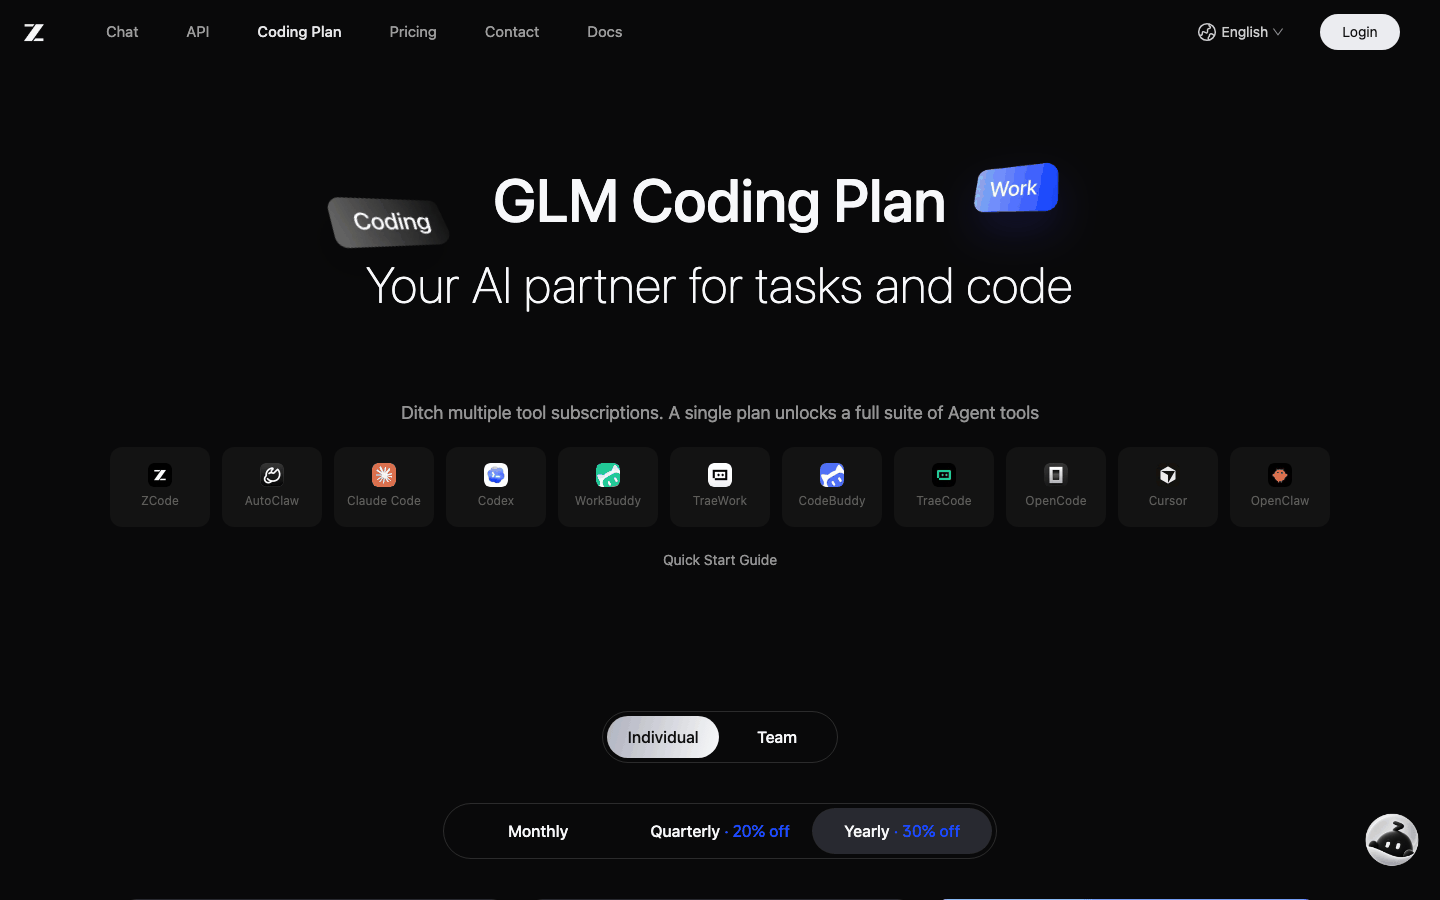 Chat API Coding Plan Pricing Contact Docs English Login
Coding GLM Coding Plan Work
Your AI partner for tasks and code
Ditch multiple tool subscriptions. A single plan unlocks a full suite of Agent tools
ZCode AutoClaw Claude Code Codex WorkBuddy TraeWork CodeBuddy TraeCode OpenCode Cursor OpenClaw
Quick Start Guide
Individual Team
Monthly Quarterly · 20% off Yearly · 30% off